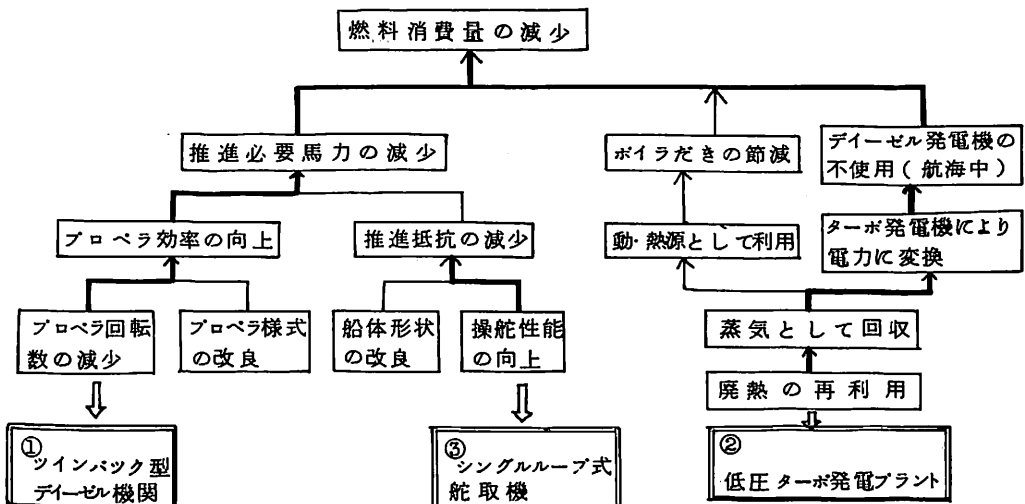 燃料消費量の減少
推進必要馬力の減少
ボイラだきの節減
デイーゼル発電機の
不使用(航海中)
プロペラ効率の向上
推進抵抗の減少
動・熱源として利用
ターボ発電機により
電力に変換
プロペラ回転
数の減少
プロペラ様式
の改良
船体形状
の改良
操舵性能
の向上
蒸気として回収
廃熱の再利用
①
ツインバック型
デイーゼル機関
③
シングルループ式
舵取機
②
低圧ターボ発電プラント